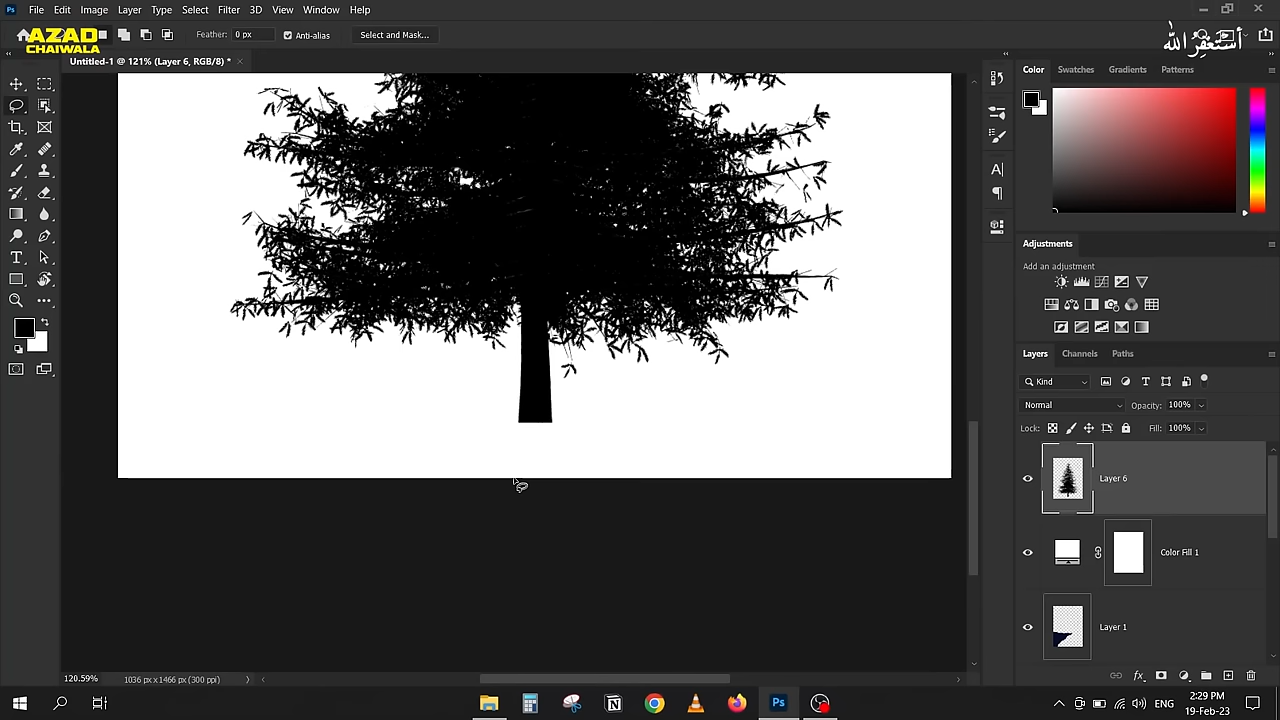 Ps File Edit Image Layer Type Select Filter 3D View Window Help
AZAD
CHAIWALA
Feather: 0 px Anti-alias Select and Mask...
أستغفر الله
Untitled-1 @ 121% (Layer 6, RGB/8) *
Color Swatches Gradients Patterns
Adjustments
Add an adjustment
Layers Channels Paths
Kind
Normal Opacity: 100%
Lock: Fill: 100%
Layer 6
Color Fill 1
Layer 1
120.59% 1036 px x 1466 px (300 ppi)
ENG
2:29 PM
19-Feb-23